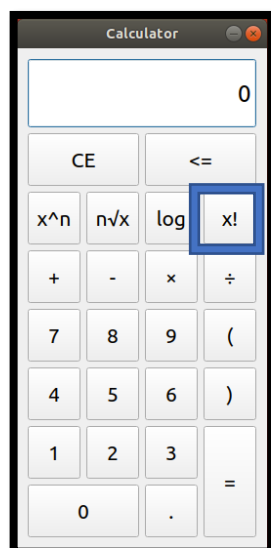 Calculator
0
CE <=
x^n n√x log x!
+ - × ÷
7 8 9 (
4 5 6 )
1 2 3
=
0 .